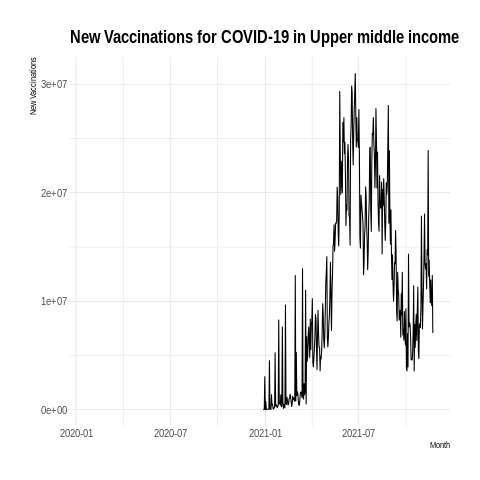 New Vaccinations for COVID-19 in Upper middle income
New Vaccinations
3e+07
2e+07
1e+07
0e+00
2020-01 2020-07 2021-01 2021-07
Month